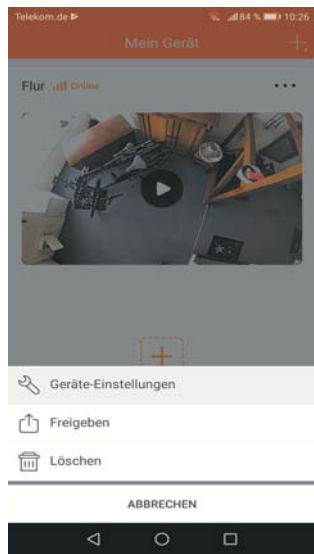 Telekom.de 84 % 10:26
Mein Gerät
Flur Online
Geräte-Einstellungen
Freigeben
Löschen
ABBRECHEN